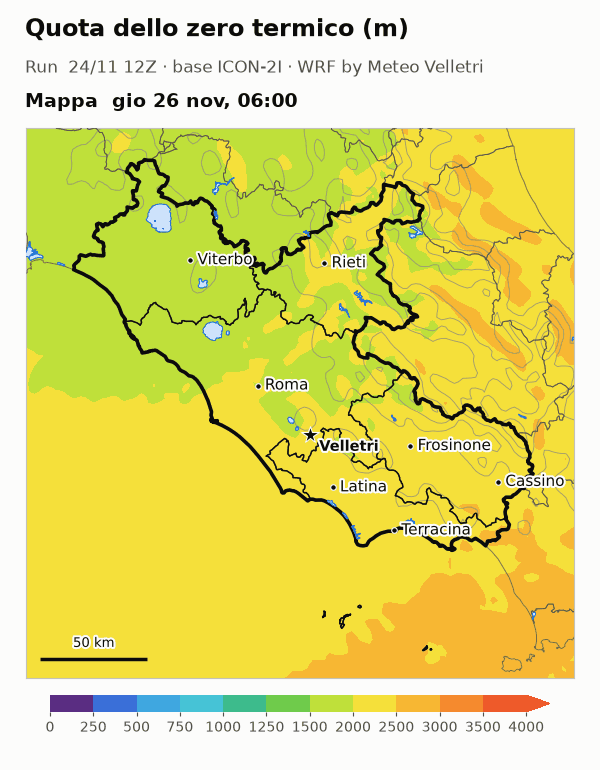 Quota dello zero termico (m)
Run  24/11 12Z · base ICON-2I · WRF by Meteo Velletri
Mappa  gio 26 nov, 06:00
Viterbo
Rieti
Roma
Velletri
Frosinone
Latina
Cassino
Terracina
50 km
0 250 500 750 1000 1250 1500 2000 2500 3000 3500 4000